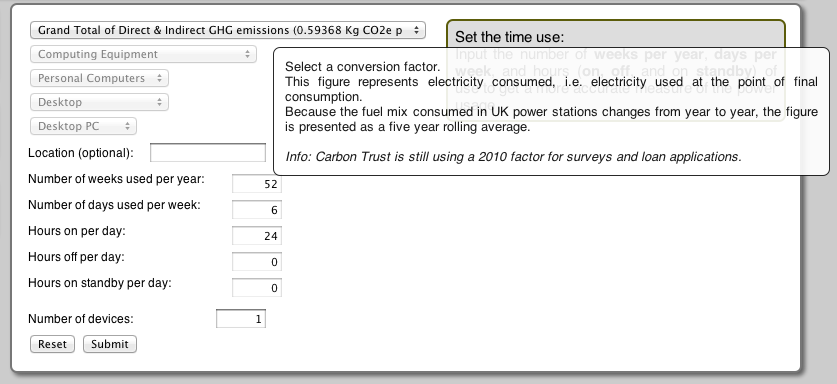 Grand Total of Direct & Indirect GHG emissions (0.59368 Kg CO2e p
Computing Equipment
Personal Computers
Desktop
Desktop PC
Location (optional):
Number of weeks used per year: 52
Number of days used per week: 6
Hours on per day: 24
Hours off per day: 0
Hours on standby per day: 0
Number of devices: 1
Reset Submit
Set the time use:
Input the number of weeks per year, days per
week, and hours (on, off, and on standby) of
use to get a more accurate measure of the power
Select a conversion factor.
This figure represents electricity consumed, i.e. electricity used at the point of final
consumption.
Because the fuel mix consumed in UK power stations changes from year to year, the figure
is presented as a five year rolling average.
Info: Carbon Trust is still using a 2010 factor for surveys and loan applications.